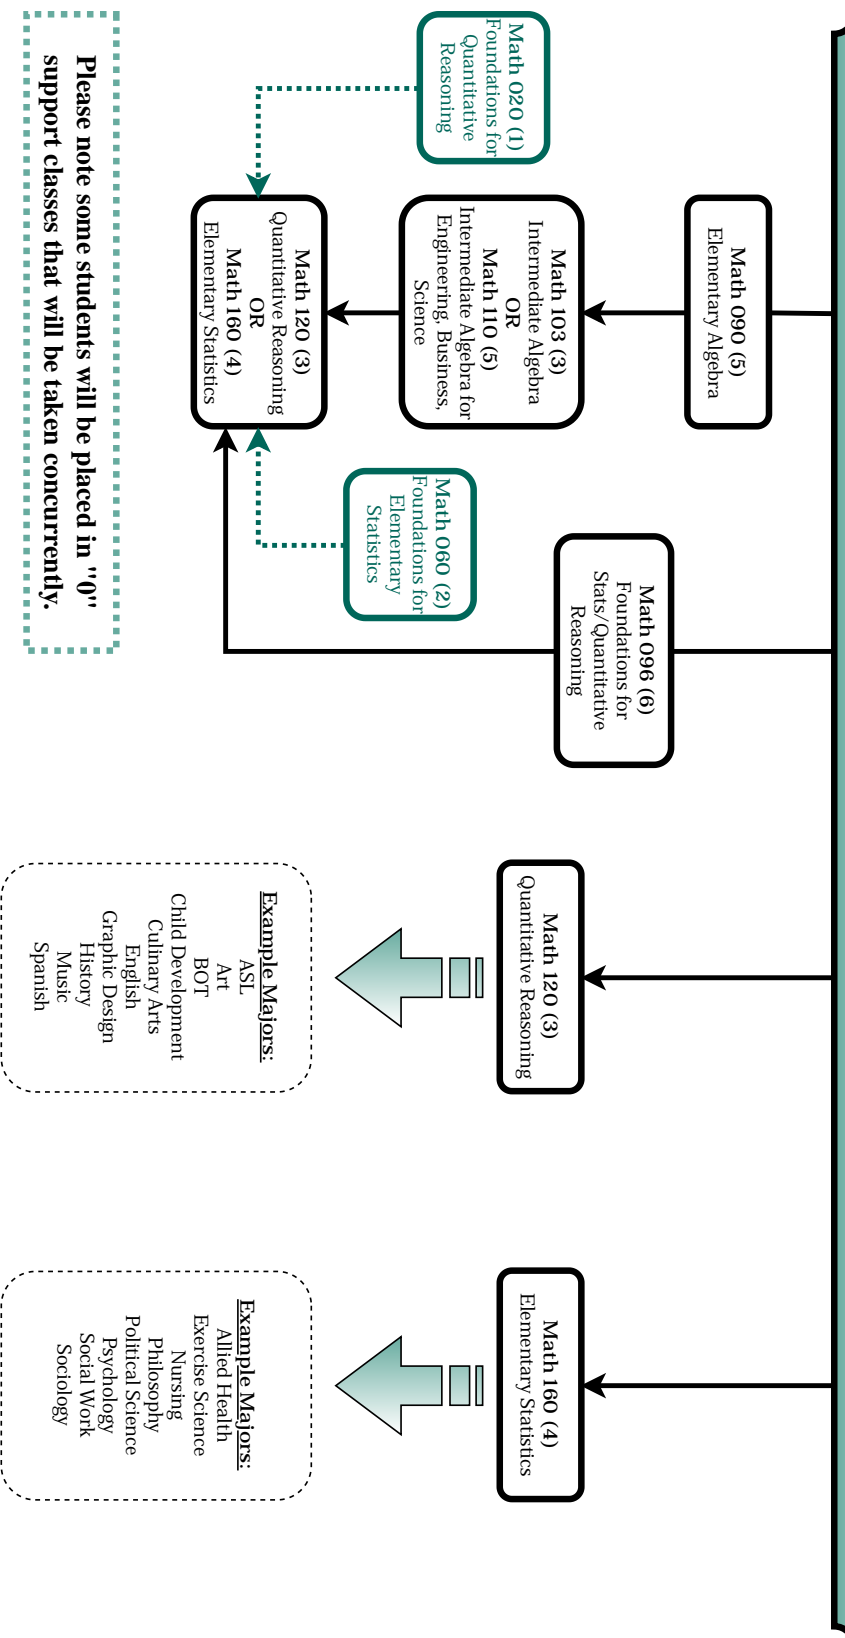 Math 090 (5)
Elementary Algebra
Math 096 (6)
Foundations for
Stats/Quantitative
Reasoning
Math 120 (3)
Quantitative Reasoning
Math 160 (4)
Elementary Statistics
Math 020 (1)
Foundations for
Quantitative
Reasoning
Math 103 (3)
Intermediate Algebra
OR
Math 110 (5)
Intermediate Algebra for
Engineering, Business,
Science
Math 060 (2)
Foundations for
Elementary
Statistics
Math 120 (3)
Quantitative Reasoning
OR
Math 160 (4)
Elementary Statistics
Example Majors:
ASL
Art
BOT
Child Development
Culinary Arts
English
Graphic Design
History
Music
Spanish
Example Majors:
Allied Health
Exercise Science
Nursing
Philosophy
Political Science
Psychology
Social Work
Sociology
Please note some students will be placed in "0"
support classes that will be taken concurrently.